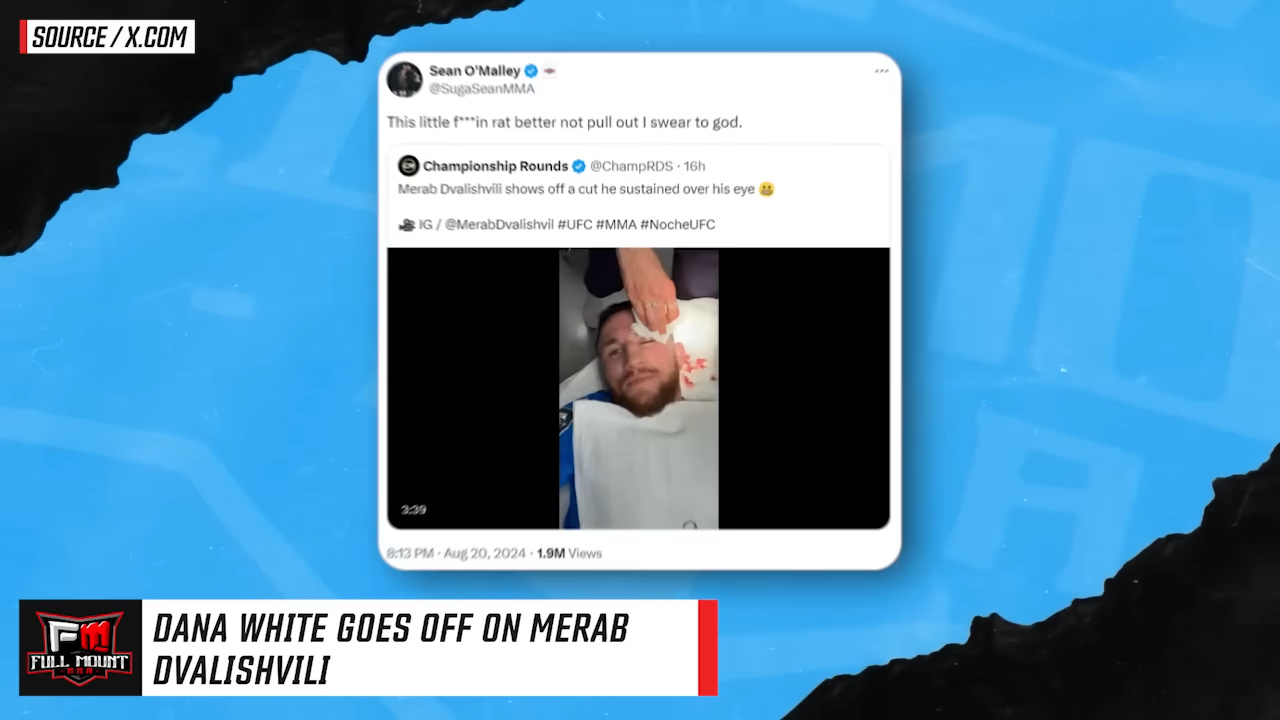 SOURCE / X.COM
Sean O'Malley
@SugaSeanMMA
This little f***in rat better not pull out I swear to god.
Championship Rounds @ChampRDS · 16h
Merab Dvalishvili shows off a cut he sustained over his eye 😬
IG / @MerabDvalishvil #UFC #MMA #NocheUFC
3:39
8:13 PM · Aug 20, 2024 · 1.9M Views
FM
FULL MOUNT
DANA WHITE GOES OFF ON MERAB
DVALISHVILI